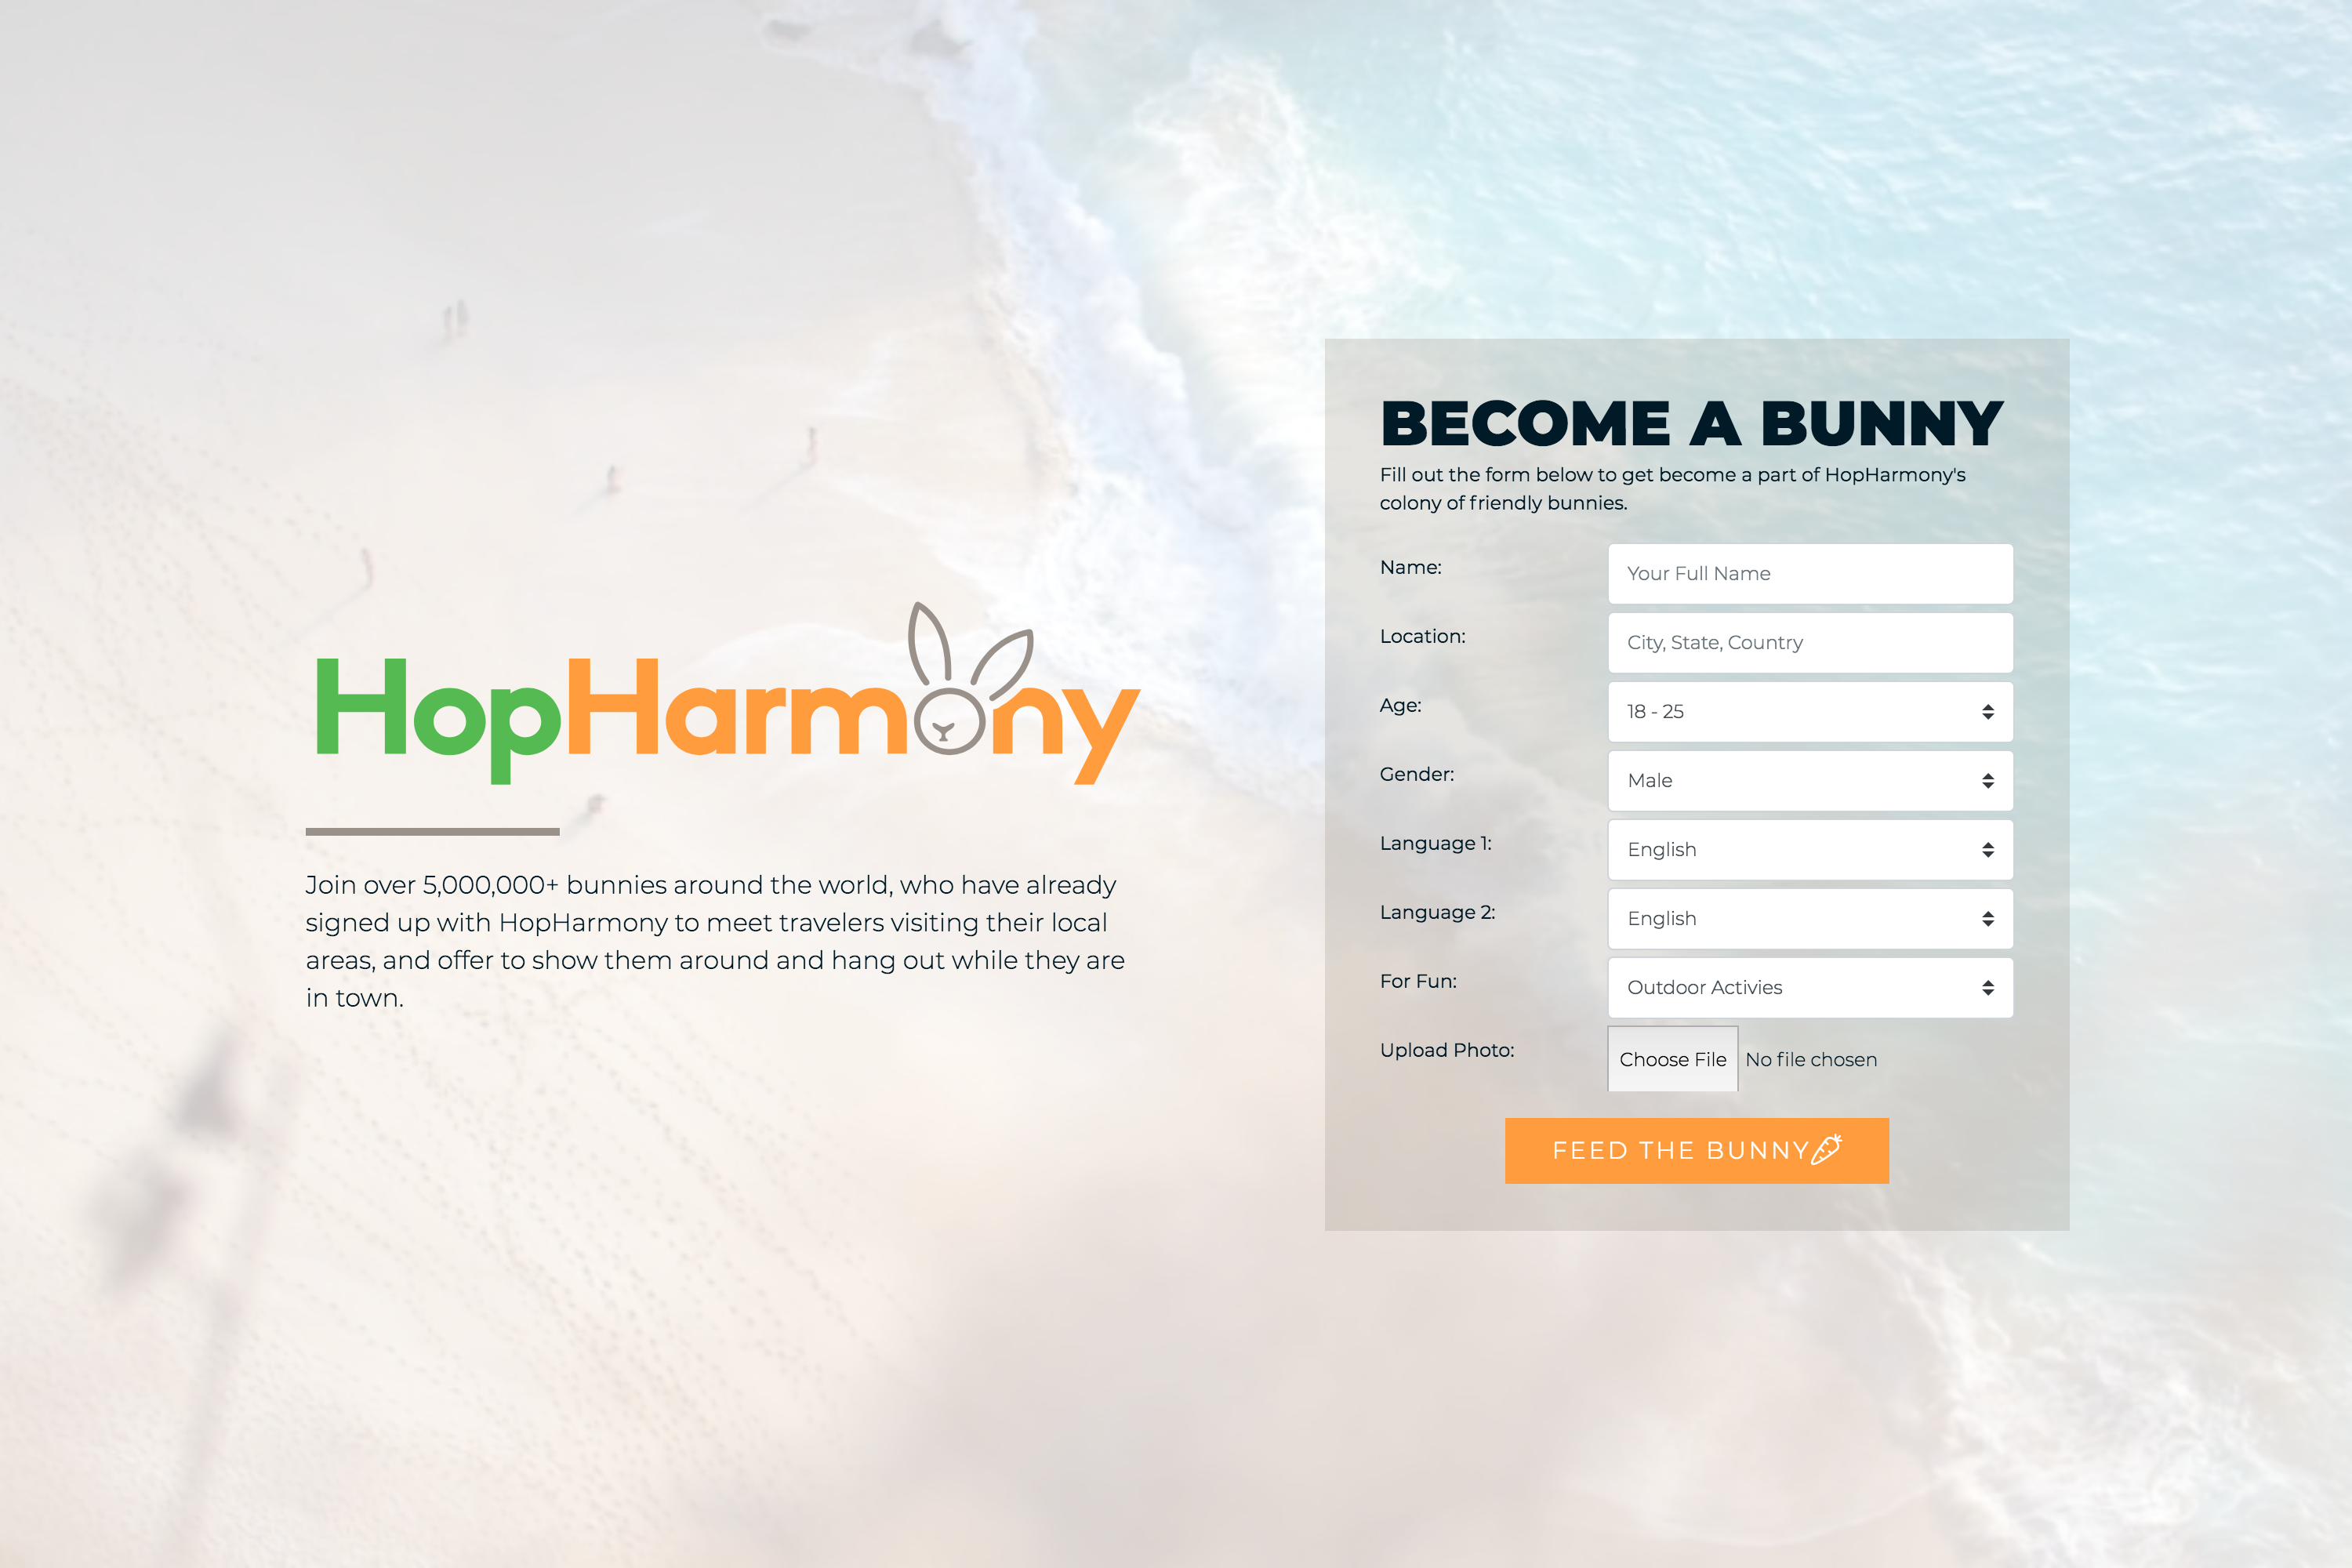 HopHarmony
Join over 5,000,000+ bunnies around the world, who have already
signed up with HopHarmony to meet travelers visiting their local
areas, and offer to show them around and hang out while they are
in town.
BECOME A BUNNY
Fill out the form below to get become a part of HopHarmony's
colony of friendly bunnies.
Name: Your Full Name
Location: City, State, Country
Age: 18 - 25
Gender: Male
Language 1: English
Language 2: English
For Fun: Outdoor Activies
Upload Photo: Choose File No file chosen
FEED THE BUNNY